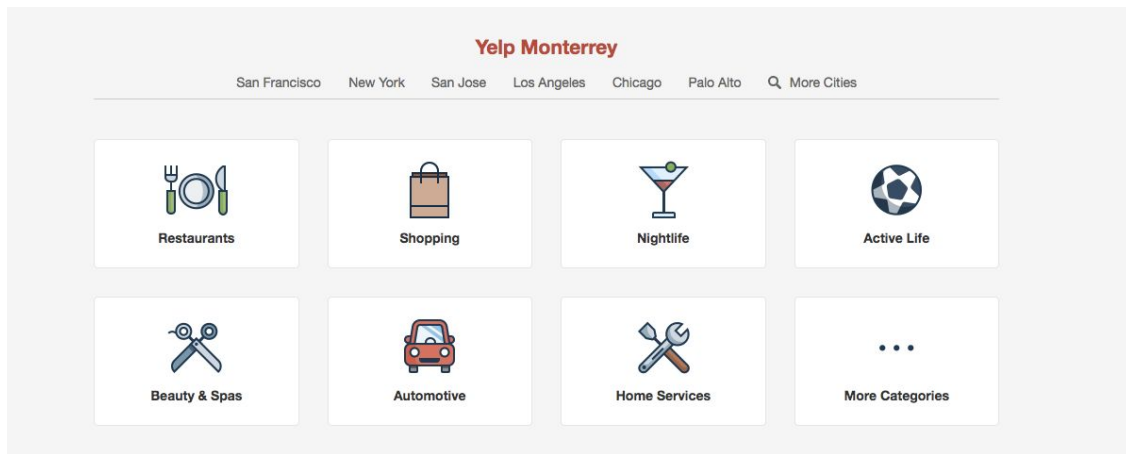 Yelp Monterrey
San Francisco New York San Jose Los Angeles Chicago Palo Alto More Cities
Restaurants Shopping Nightlife Active Life
Beauty & Spas Automotive Home Services More Categories